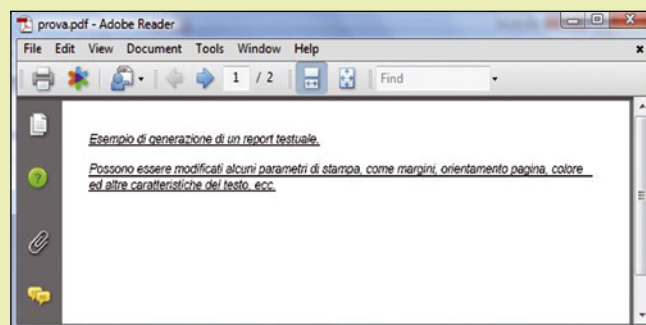 prova.pdf - Adobe Reader
File Edit View Document Tools Window Help
1 / 2 Find
Esempio di generazione di un report testuale.
Possono essere modificati alcuni parametri di stampa, come margini, orientamento pagina, colore
ed altre caratteristiche del testo, ecc.